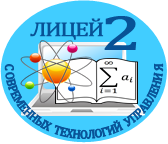 ЛИЦЕЙ 2
∞
∑ aᵢ
i=1
СОВРЕМЕННЫХ ТЕХНОЛОГИЙ УПРАВЛЕНИЯ